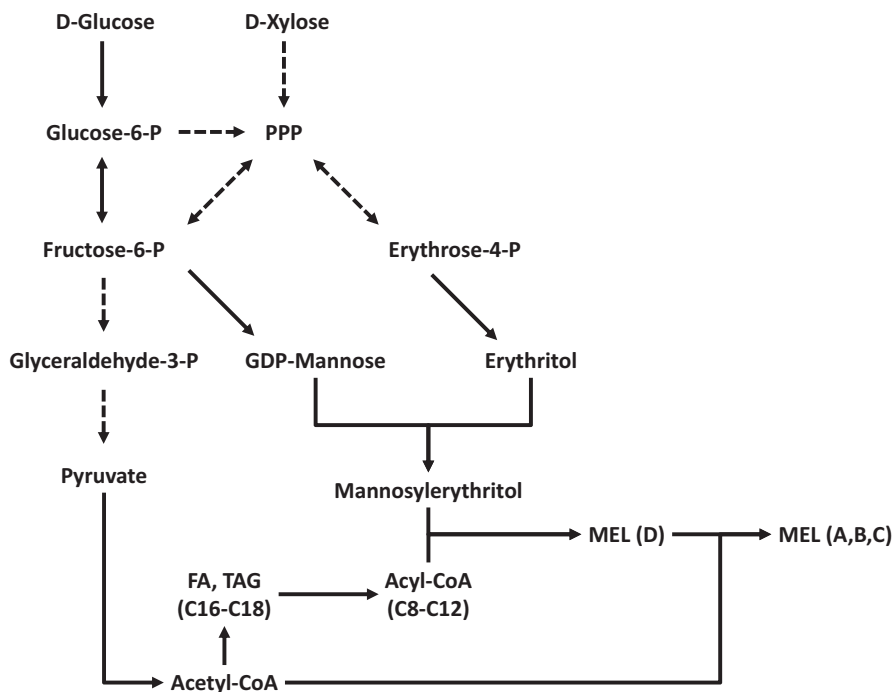 D-Glucose
D-Xylose
Glucose-6-P
PPP
Fructose-6-P
Erythrose-4-P
Glyceraldehyde-3-P
GDP-Mannose
Erythritol
Pyruvate
Mannosylerythritol
MEL (D)
MEL (A,B,C)
FA, TAG
(C16-C18)
Acyl-CoA
(C8-C12)
Acetyl-CoA